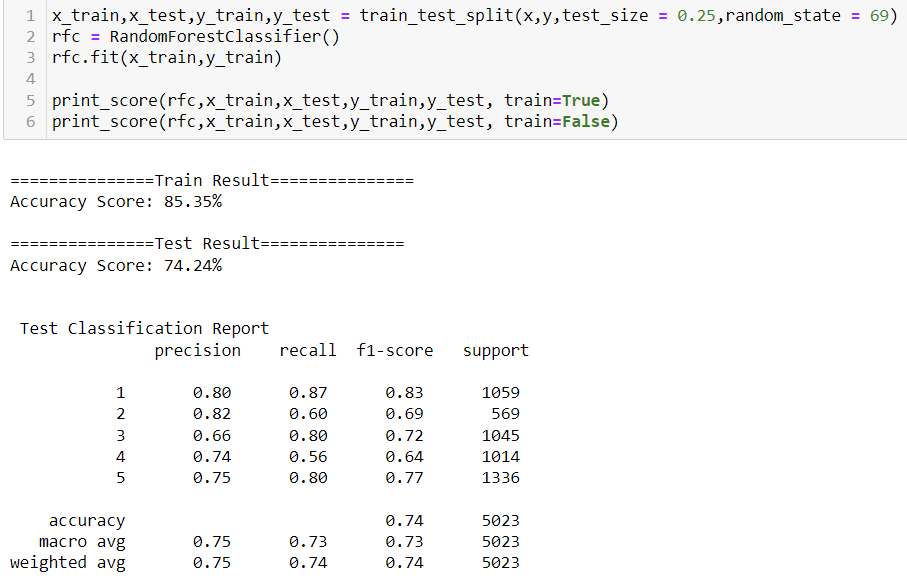 1 x_train,x_test,y_train,y_test = train_test_split(x,y,test_size = 0.25,random_state = 69)
2 rfc = RandomForestClassifier()
3 rfc.fit(x_train,y_train)
4
5 print_score(rfc,x_train,x_test,y_train,y_test, train=True)
6 print_score(rfc,x_train,x_test,y_train,y_test, train=False)
===============Train Result===============
Accuracy Score: 85.35%
===============Test Result===============
Accuracy Score: 74.24%
Test Classification Report
precision recall f1-score support
1 0.80 0.87 0.83 1059
2 0.82 0.60 0.69 569
3 0.66 0.80 0.72 1045
4 0.74 0.56 0.64 1014
5 0.75 0.80 0.77 1336
accuracy 0.74 5023
macro avg 0.75 0.73 0.73 5023
weighted avg 0.75 0.74 0.74 5023